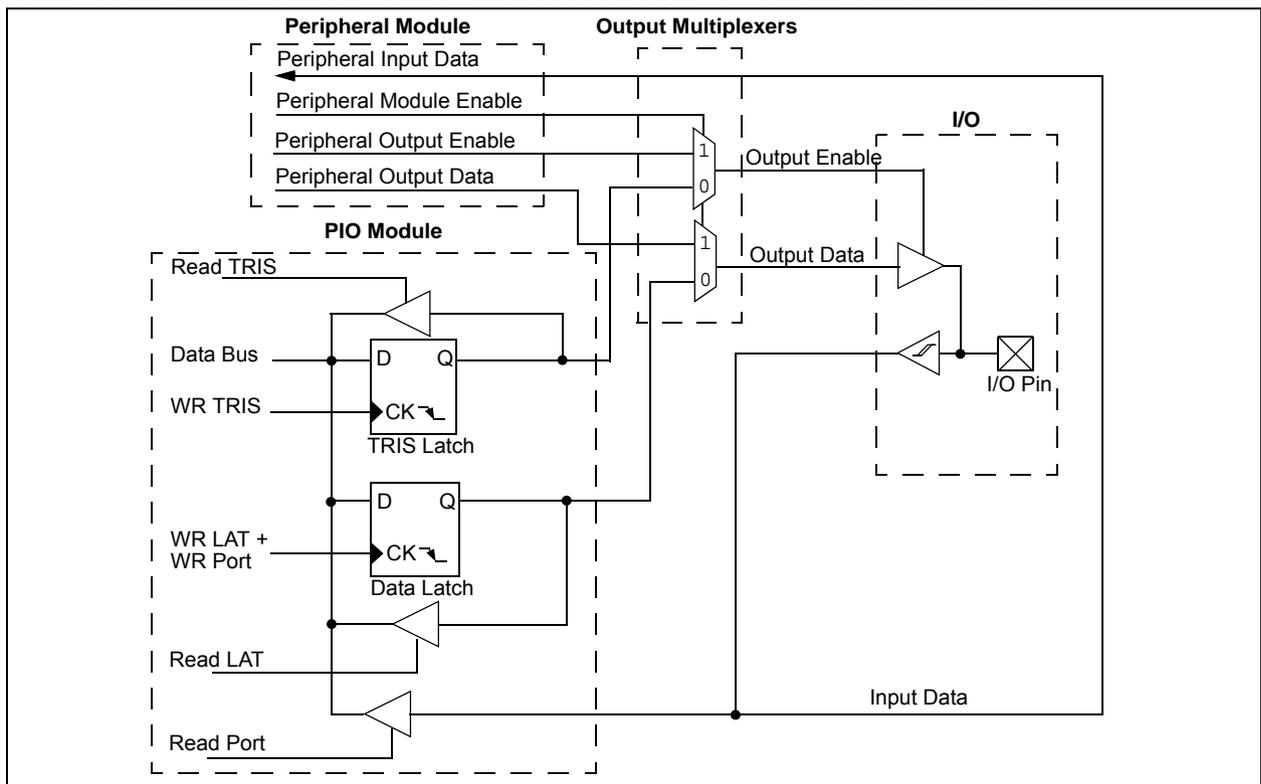 Peripheral Module
Output Multiplexers
Peripheral Input Data
Peripheral Module Enable
I/O
Peripheral Output Enable
1
Output Enable
Peripheral Output Data
0
PIO Module
1
Read TRIS
Output Data
0
Data Bus
D
Q
I/O Pin
WR TRIS
CK
TRIS Latch
D
Q
WR LAT +
WR Port
CK
Data Latch
Read LAT
Input Data
Read Port